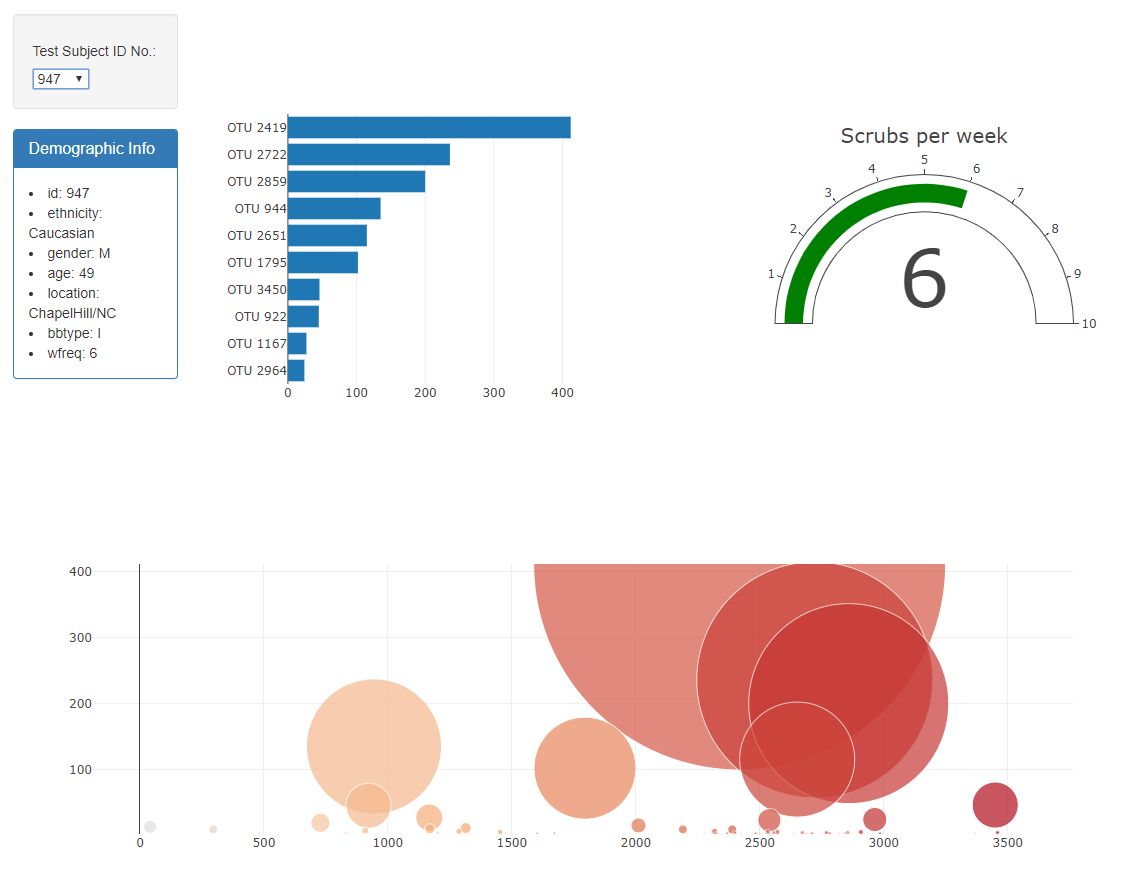 Test Subject ID No.:
947
Demographic Info
id: 947
ethnicity:
Caucasian
gender: M
age: 49
location:
ChapelHill/NC
bbtype: I
wfreq: 6
OTU 2419
OTU 2722
OTU 2859
OTU 944
OTU 2651
OTU 1795
OTU 3450
OTU 922
OTU 1167
OTU 2964
0 100 200 300 400
Scrubs per week
0
1
2
3
4
5
6
7
8
9
10
6
400
300
200
100
0 500 1000 1500 2000 2500 3000 3500